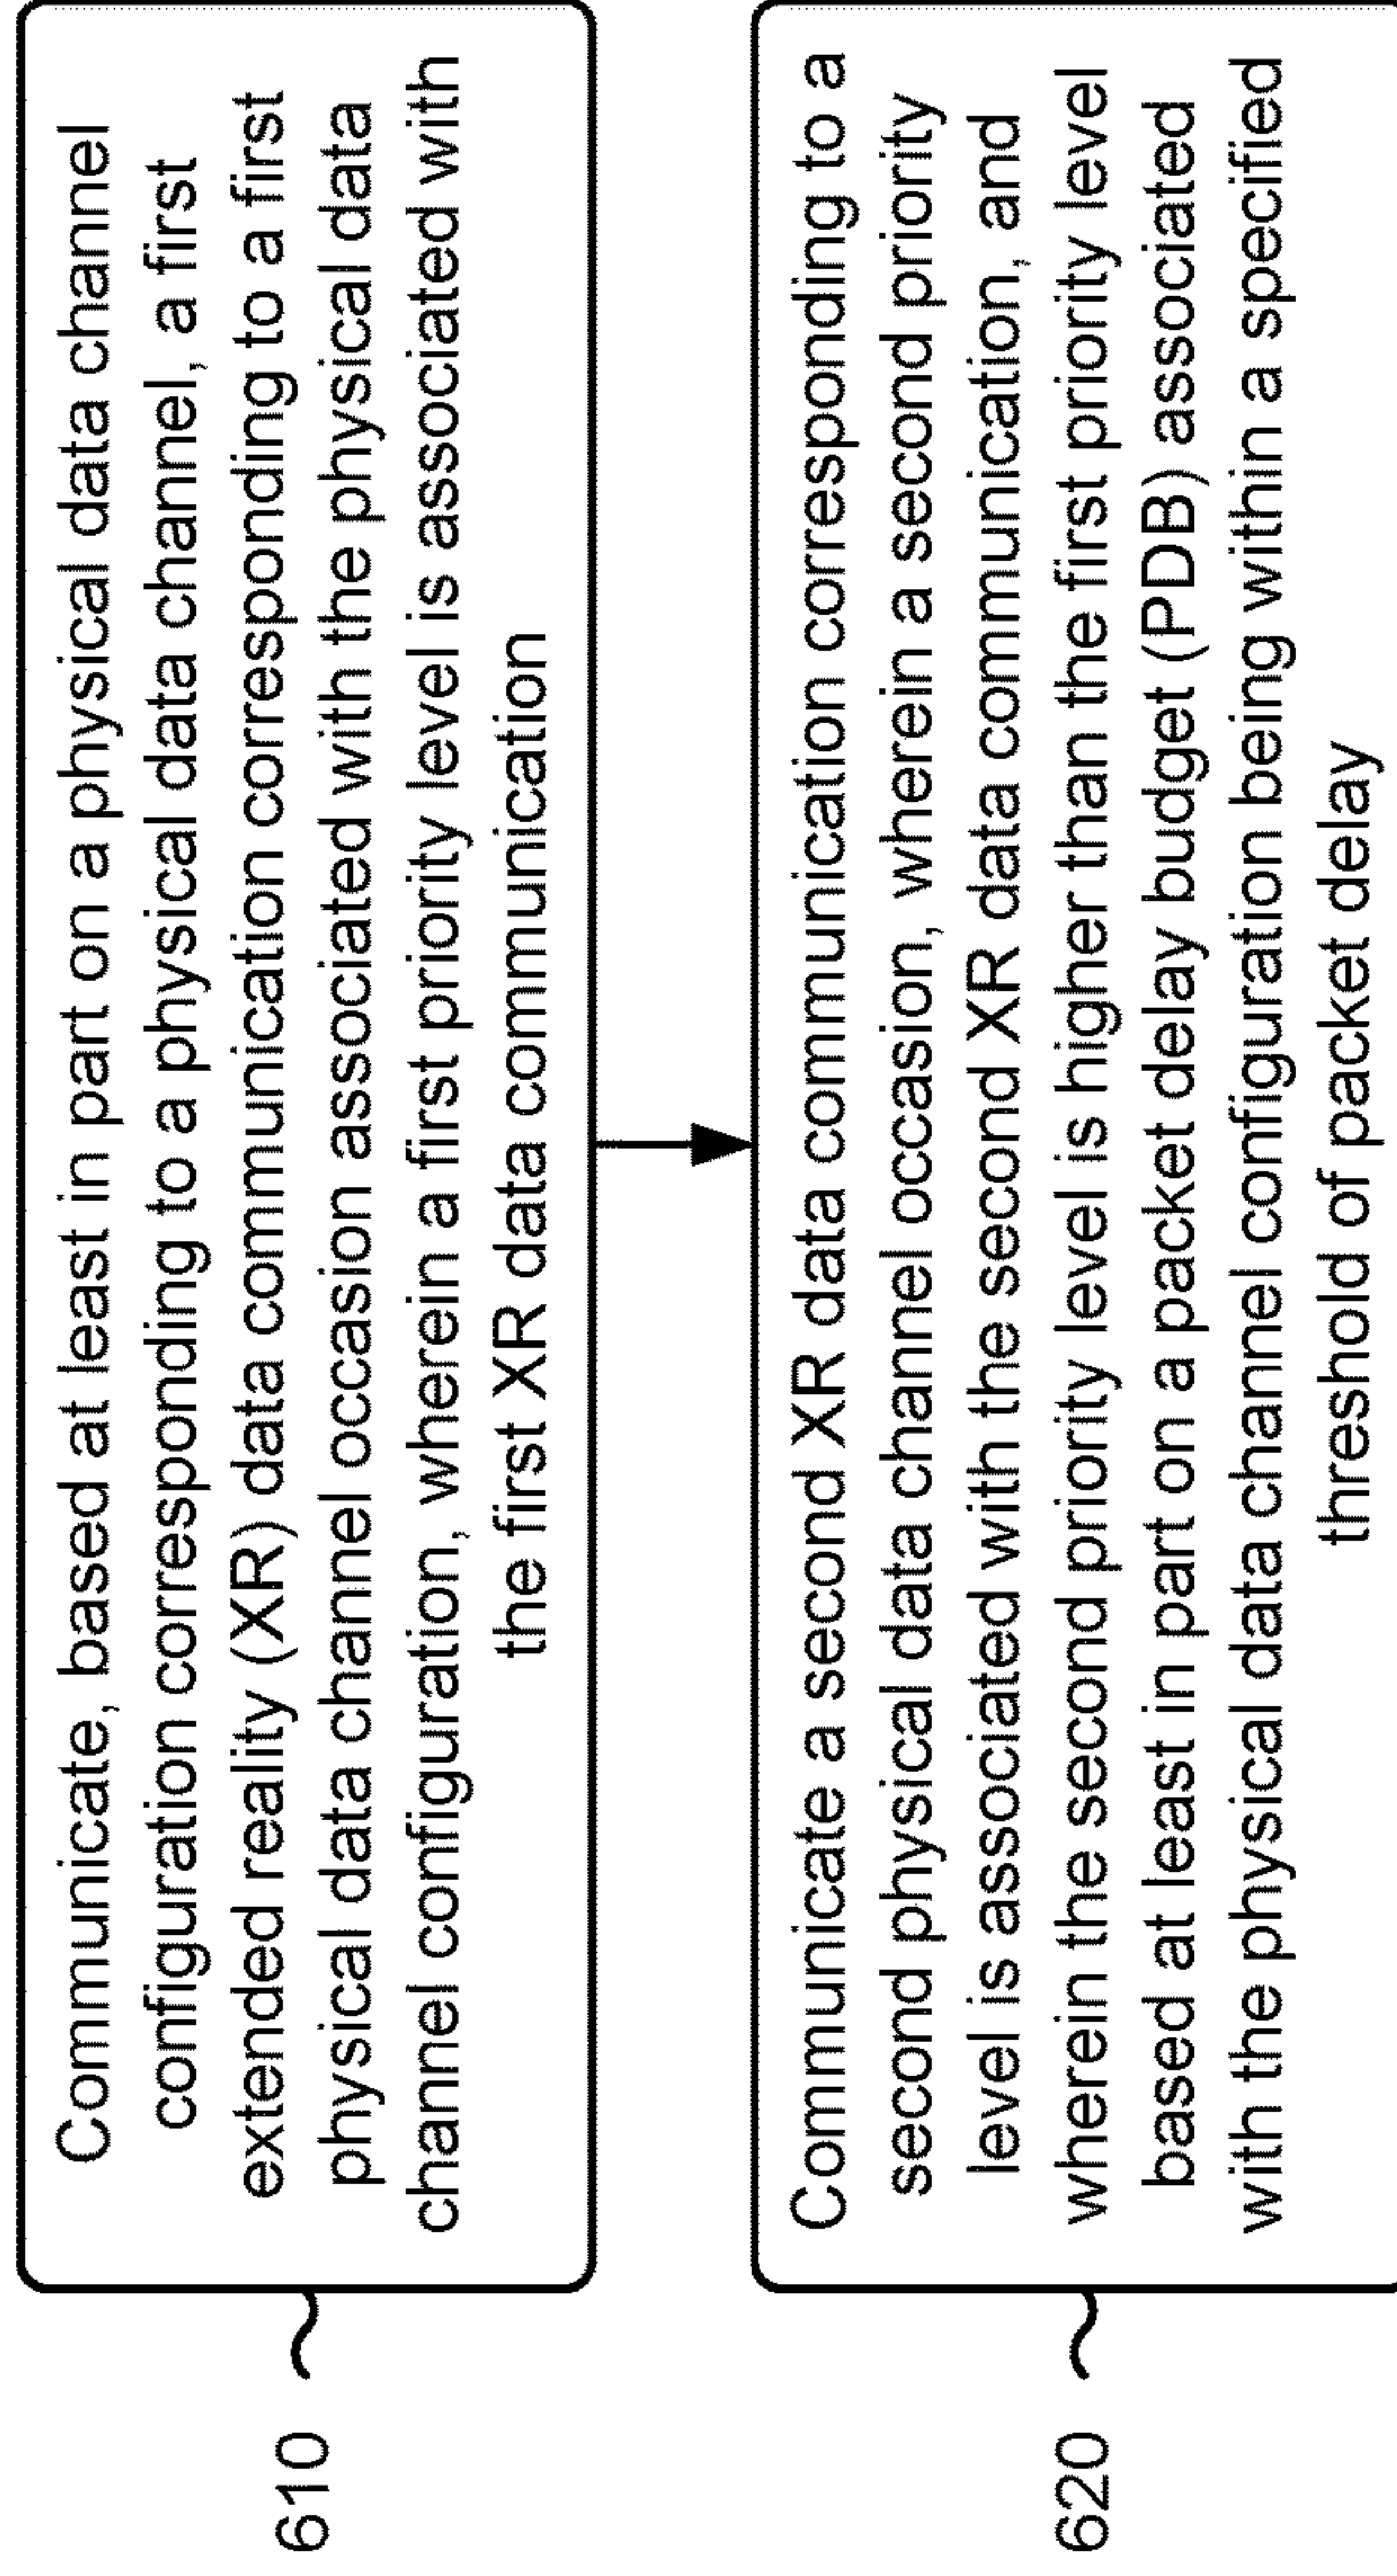 610
Communicate, based at least in part on a physical data channel
configuration corresponding to a physical data channel, a first
extended reality (XR) data communication corresponding to a first
physical data channel occasion associated with the physical data
channel configuration, wherein a first priority level is associated with
the first XR data communication
620
Communicate a second XR data communication corresponding to a
second physical data channel occasion, wherein a second priority
level is associated with the second XR data communication, and
wherein the second priority level is higher than the first priority level
based at least in part on a packet delay budget (PDB) associated
with the physical data channel configuration being within a specified
threshold of packet delay